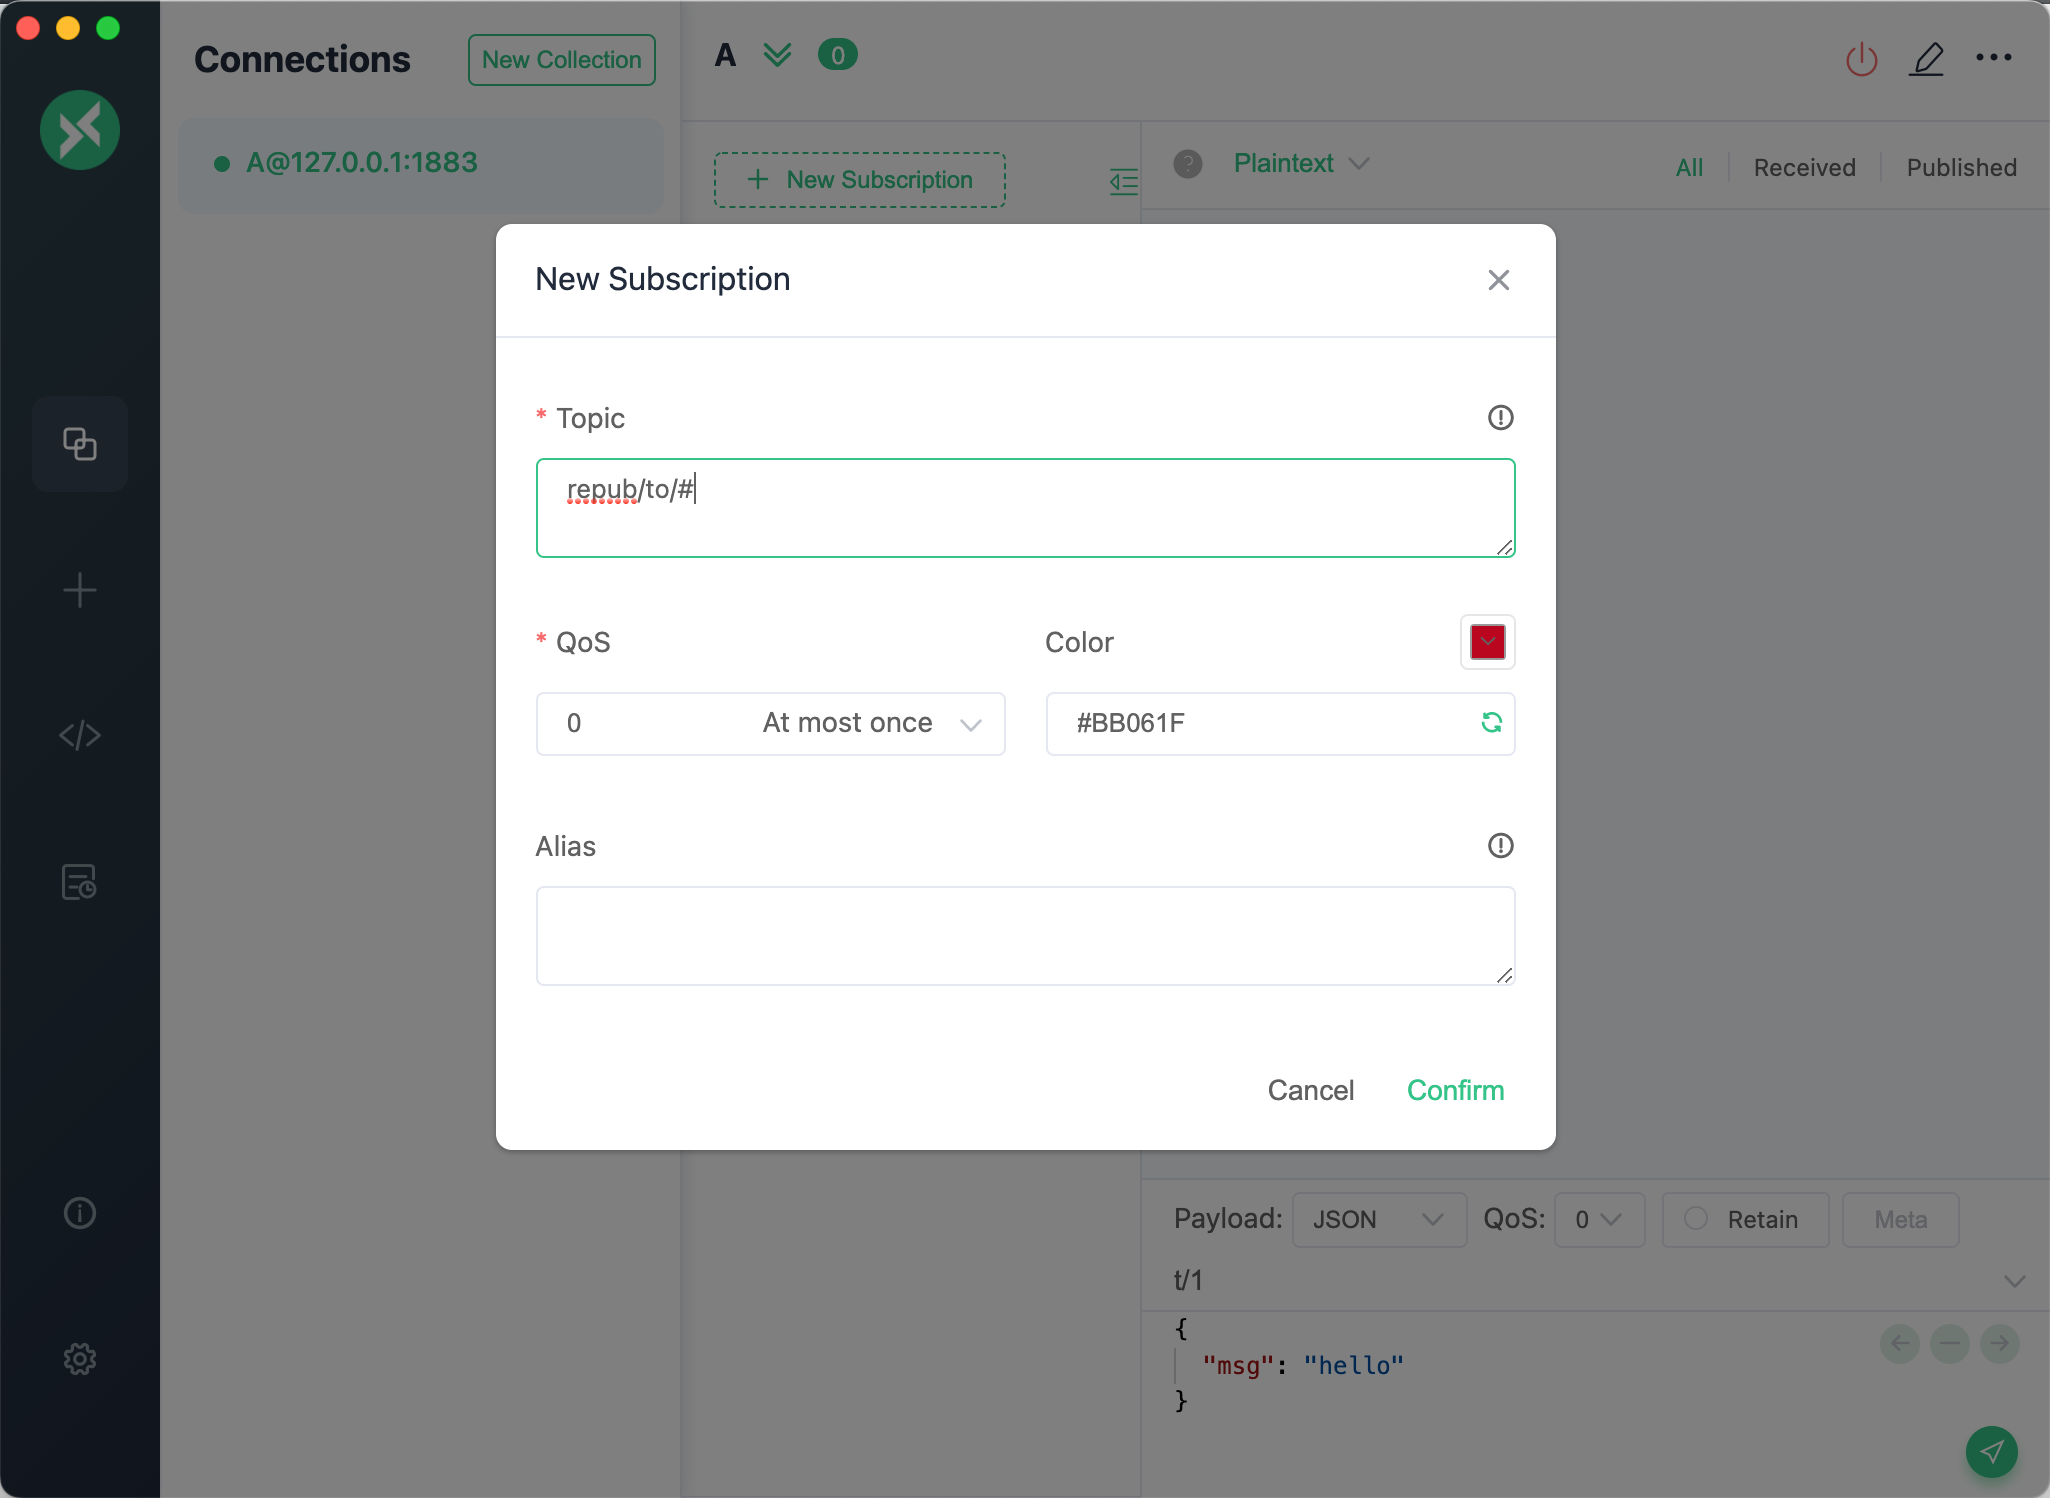 Connections
New Collection
A
0
A@127.0.0.1:1883
New Subscription
Plaintext
All
Received
Published
New Subscription
* Topic
repub/to/#
* QoS
Color
0 At most once
#BB061F
Alias
Cancel
Confirm
Payload: JSON QoS: 0 Retain Meta
t/1
{
"msg": "hello"
}